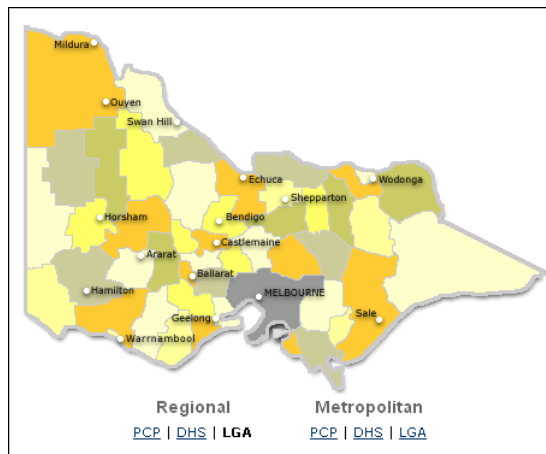 Mildura
Ouyen
Swan Hill
Echuca
Wodonga
Shepparton
Horsham
Bendigo
Castlemaine
Ararat
Ballarat
Hamilton
MELBOURNE
Geelong
Sale
Warrnambool
Regional Metropolitan
PCP | DHS | LGA PCP | DHS | LGA